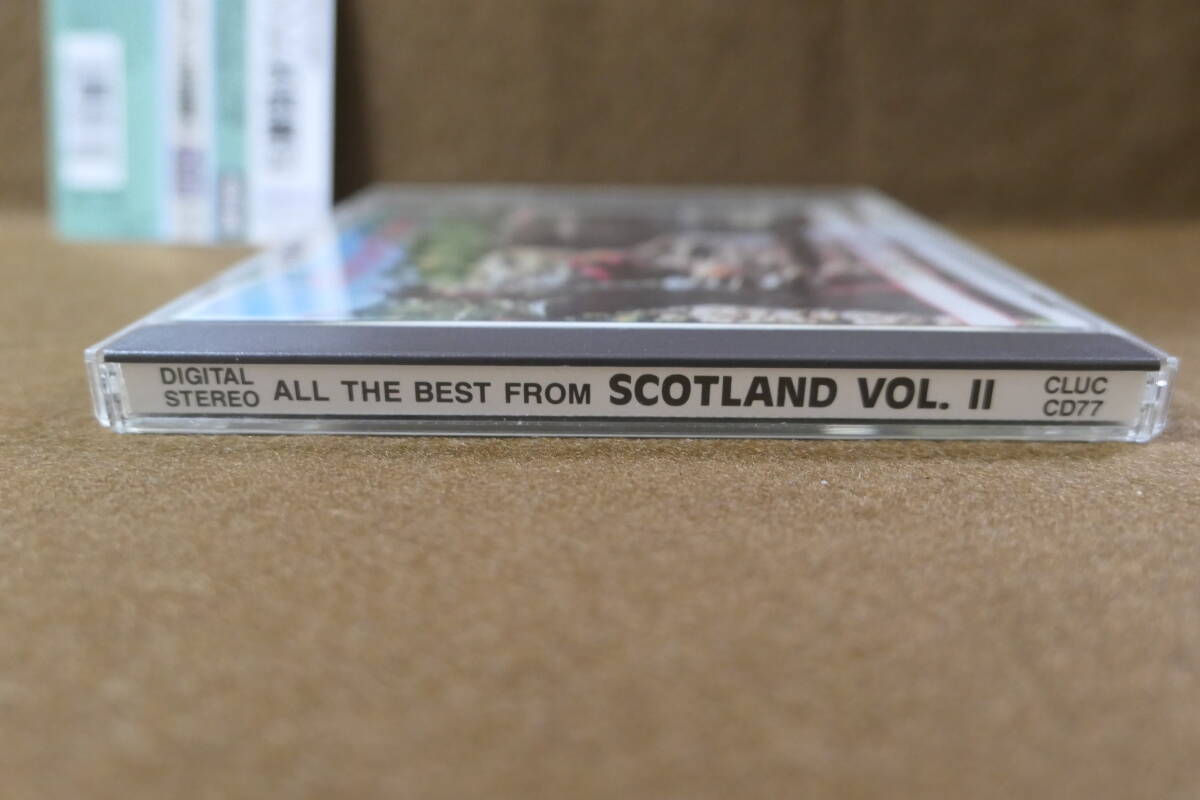 DIGITAL
STEREO
ALL THE BEST FROM SCOTLAND VOL. II
CLUC
CD77